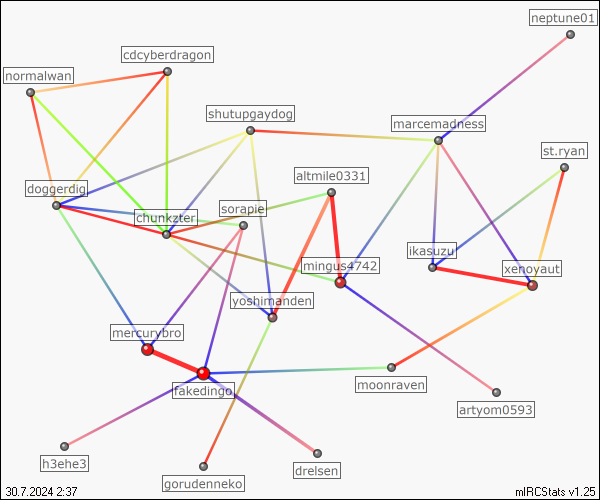 neptune01
cdcyberdragon
normalwan
shutupgaydog
marcemadness
st.ryan
altmile0331
doggerdig
sorapie
chunkzter
ikasuzu
mingus4742
xenoyaut
yoshimanden
mercurybro
moonraven
fakedingo
artyom0593
h3ehe3
drelsen
gorudenneko
30.7.2024 2:37
mIRCStats v1.25